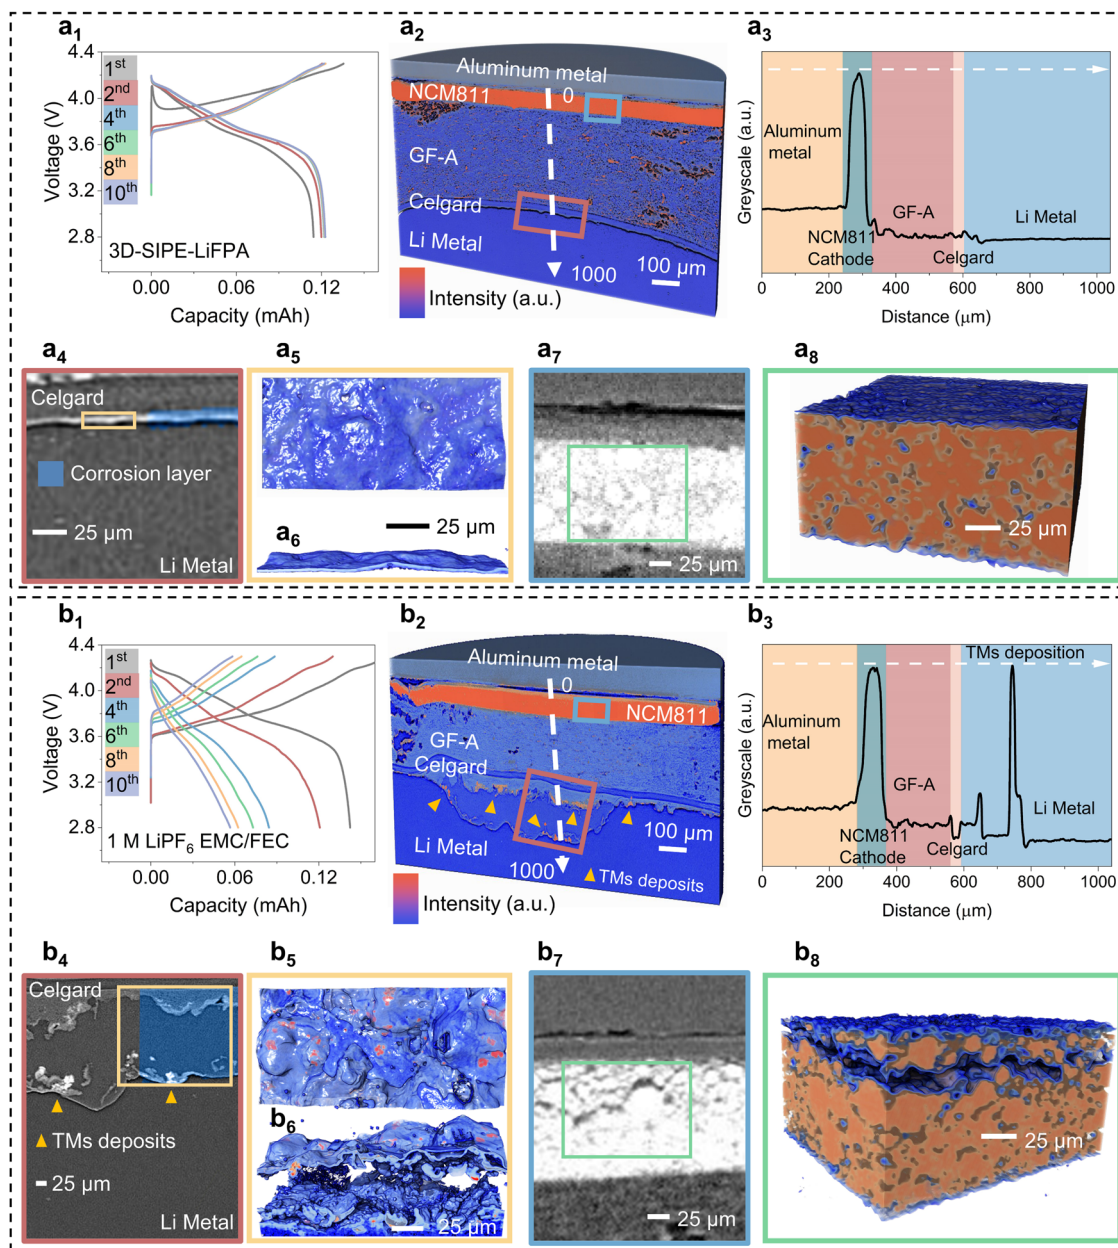 a1
4.4
4.0
3.6
3.2
2.8
Voltage (V)
1st
2nd
4th
6th
8th
10th
3D-SIPE-LiFPA
0.00
0.06
0.12
Capacity (mAh)
a2
Aluminum metal
NCM811
0
GF-A
Celgard
Li Metal
1000
100 μm
Intensity (a.u.)
a3
Greyscale (a.u.)
Aluminum
metal
NCM811
Cathode
GF-A
Celgard
Li Metal
0
200
400
600
800
1000
Distance (μm)
a4
Celgard
Corrosion layer
25 μm
Li Metal
a5
25 μm
a6
a7
25 μm
a8
25 μm
b1
4.4
4.0
3.6
3.2
2.8
Voltage (V)
1st
2nd
4th
6th
8th
10th
1 M LiPF6 EMC/FEC
0.00
0.06
0.12
Capacity (mAh)
b2
Aluminum metal
0
NCM811
GF-A
Celgard
Li Metal
100 μm
1000
TMs deposits
Intensity (a.u.)
b3
Greyscale (a.u.)
TMs deposition
Aluminum
metal
GF-A
Li Metal
NCM811
Cathode
Celgard
0
200
400
600
800
1000
Distance (μm)
b4
Celgard
TMs deposits
25 μm
Li Metal
b5
b6
25 μm
b7
25 μm
b8
25 μm